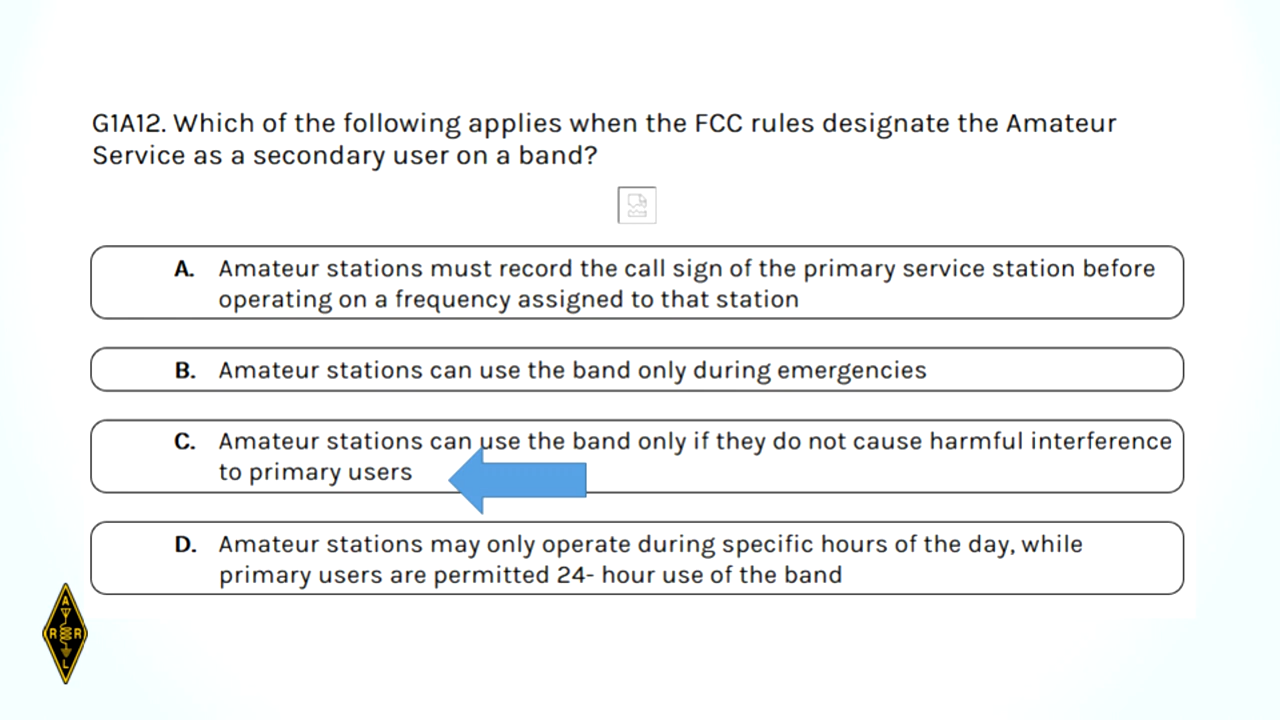 G1A12. Which of the following applies when the FCC rules designate the Amateur
Service as a secondary user on a band?
A. Amateur stations must record the call sign of the primary service station before
operating on a frequency assigned to that station
B. Amateur stations can use the band only during emergencies
C. Amateur stations can use the band only if they do not cause harmful interference
to primary users
D. Amateur stations may only operate during specific hours of the day, while
primary users are permitted 24- hour use of the band
A
R R
L